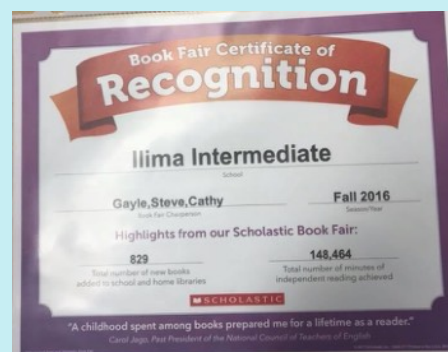 Book Fair Certificate of
Recognition
Ilima Intermediate
School
Gayle,Steve,Cathy
Fall 2016
Book Fair Chairperson
Season/Year
Highlights from our Scholastic Book Fair:
829
148,464
Total number of new books
added to school and home libraries
Total number of minutes of
independent reading achieved
SCHOLASTIC
"A childhood spent among books prepared me for a lifetime as a reader."
Carol Jago, Past President of the National Council of Teachers of English